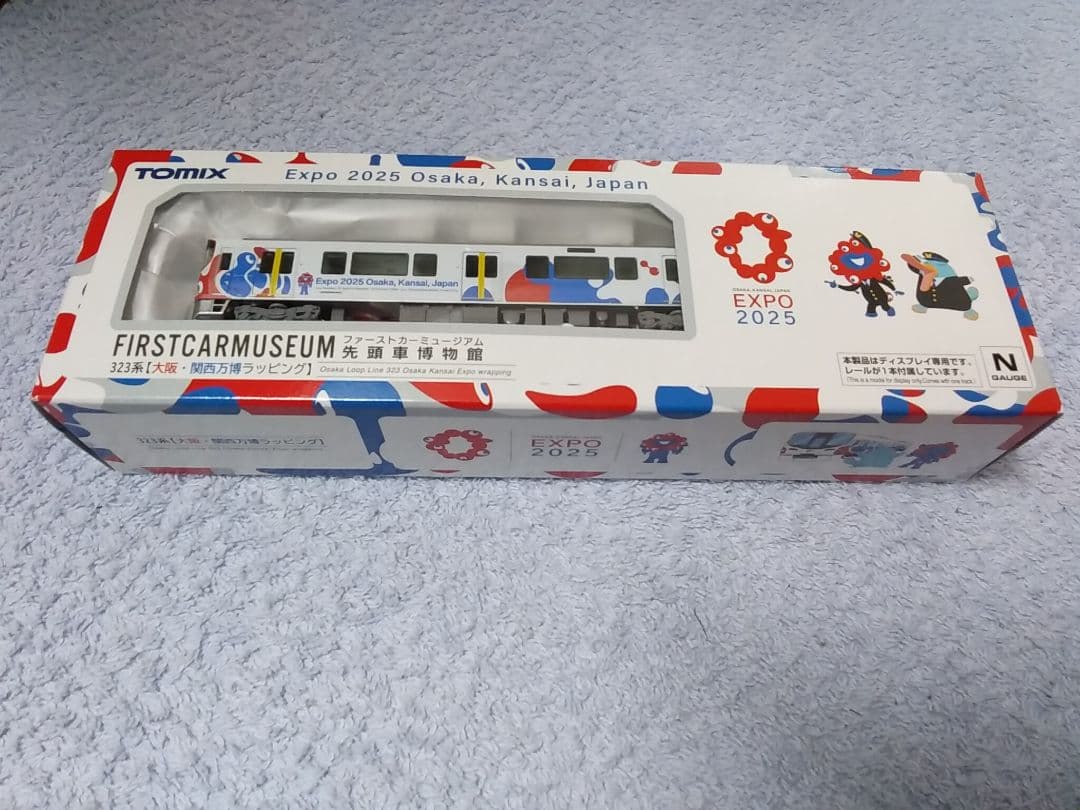 TOMIX
Expo 2025 Osaka, Kansai, Japan
Expo 2025 Osaka, Kansai, Japan
OSAKA, KANSAI, JAPAN
EXPO
2025
FIRSTCARMUSEUM
ファーストカーミュージアム
先頭車博物館
323系【大阪・関西万博ラッピング】
Osaka Loop Line 323 Osaka Kansai Expo wrapping
本製品はディスプレイ専用です。
レールが1本付属しています。
(This is a model for display only.Comes with one track.)
N
GAUGE
323系【大阪・関西万博ラッピング】
EXPO
2025